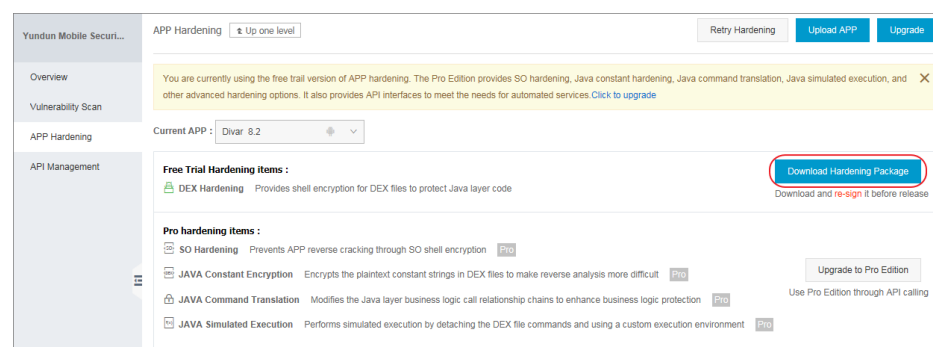 Yundun Mobile Securi...
APP Hardening
Up one level
Retry Hardening
Upload APP
Upgrade
Overview
Vulnerability Scan
APP Hardening
API Management
You are currently using the free trail version of APP hardening. The Pro Edition provides SO hardening, Java constant hardening, Java command translation, Java simulated execution, and
other advanced hardening options. It also provides API interfaces to meet the needs for automated services.Click to upgrade
Current APP : Divar 8.2
Free Trial Hardening items :
DEX Hardening Provides shell encryption for DEX files to protect Java layer code
Download Hardening Package
Download and re-sign it before release
Pro hardening items :
SO Hardening Prevents APP reverse cracking through SO shell encryption Pro
JAVA Constant Encryption Encrypts the plaintext constant strings in DEX files to make reverse analysis more difficult Pro
JAVA Command Translation Modifies the Java layer business logic call relationship chains to enhance business logic protection Pro
JAVA Simulated Execution Performs simulated execution by detaching the DEX file commands and using a custom execution environment Pro
Upgrade to Pro Edition
Use Pro Edition through API calling